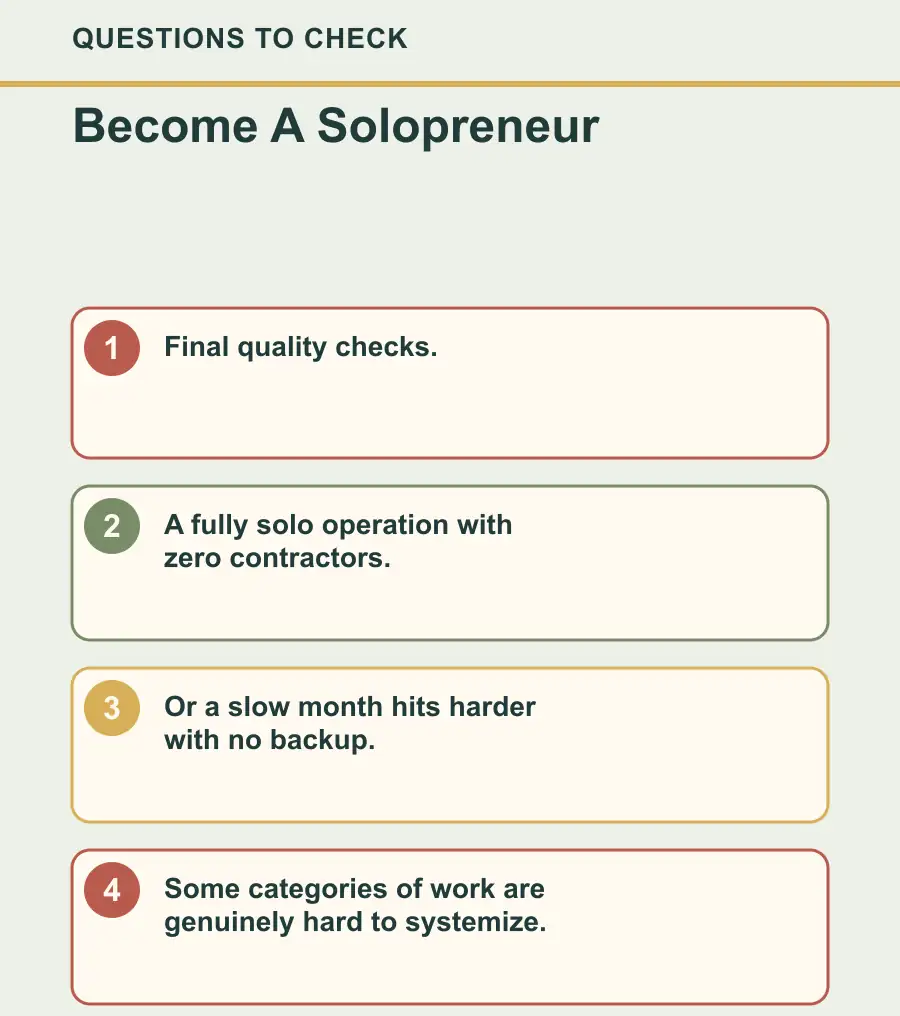 QUESTIONS TO CHECK
Become A Solopreneur
1
Final quality checks.
2
A fully solo operation with
zero contractors.
3
Or a slow month hits harder
with no backup.
4
Some categories of work are
genuinely hard to systemize.